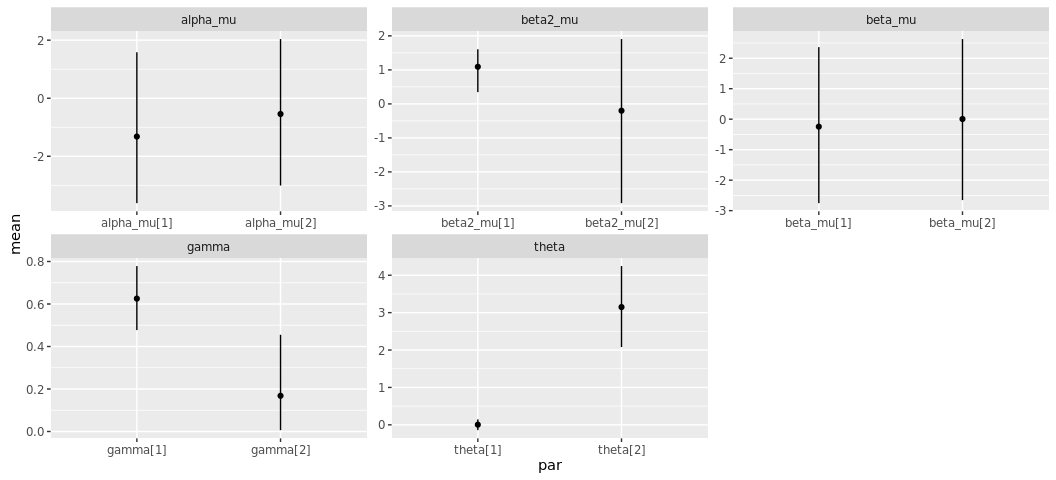 alpha_mu
beta2_mu
beta_mu
2
0
-2
2
1
0
-1
-2
-3
2
1
0
-1
-2
-3
alpha_mu[1] alpha_mu[2]
beta2_mu[1] beta2_mu[2]
beta_mu[1] beta_mu[2]
mean
gamma
theta
0.8
0.6
0.4
0.2
0.0
4
3
2
1
0
gamma[1] gamma[2]
theta[1] theta[2]
par